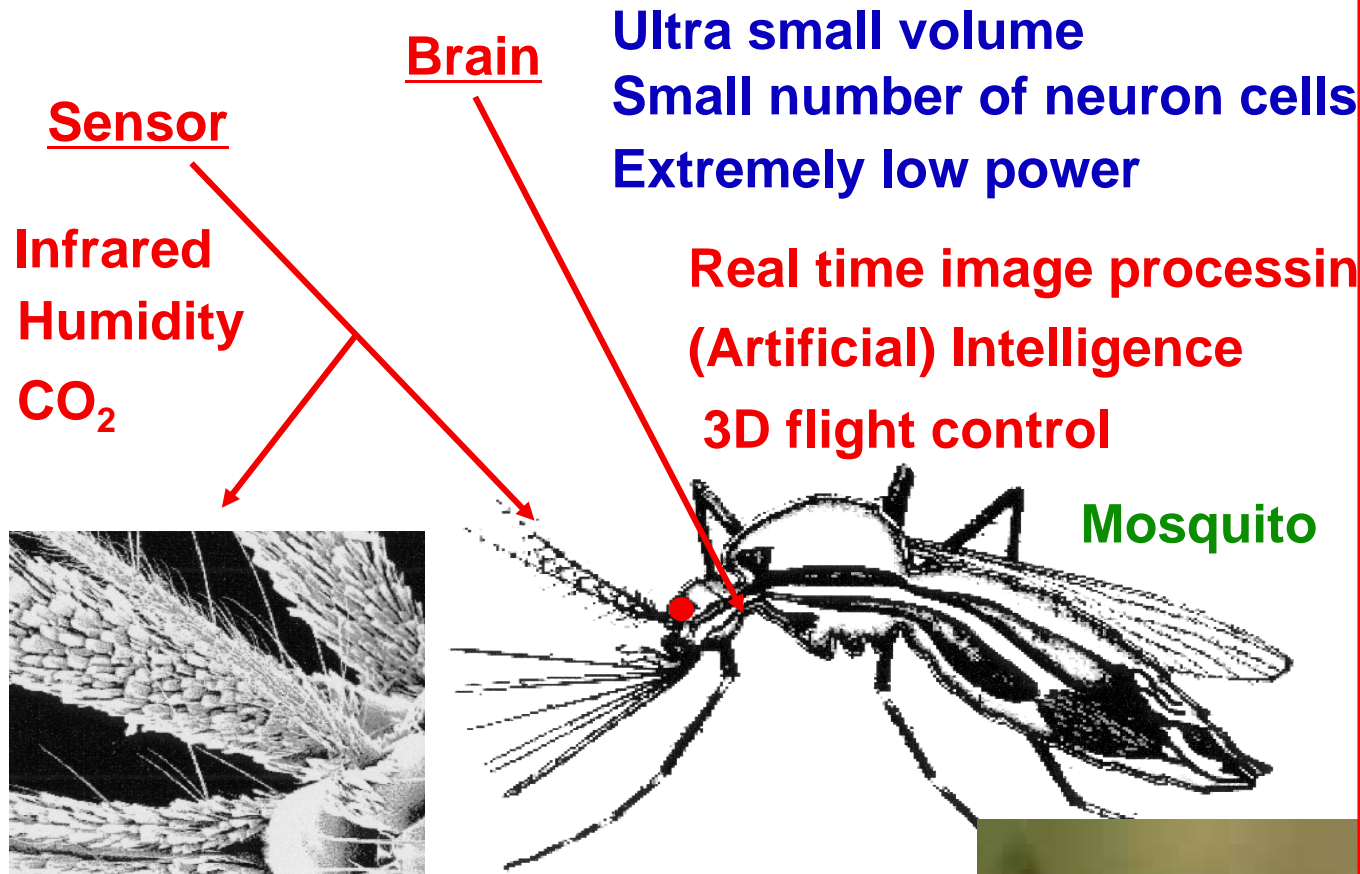 Brain
Sensor
Infrared
Humidity
CO₂
Ultra small volume
Small number of neuron cells
Extremely low power
Real time image processin
(Artificial) Intelligence
3D flight control
Mosquito